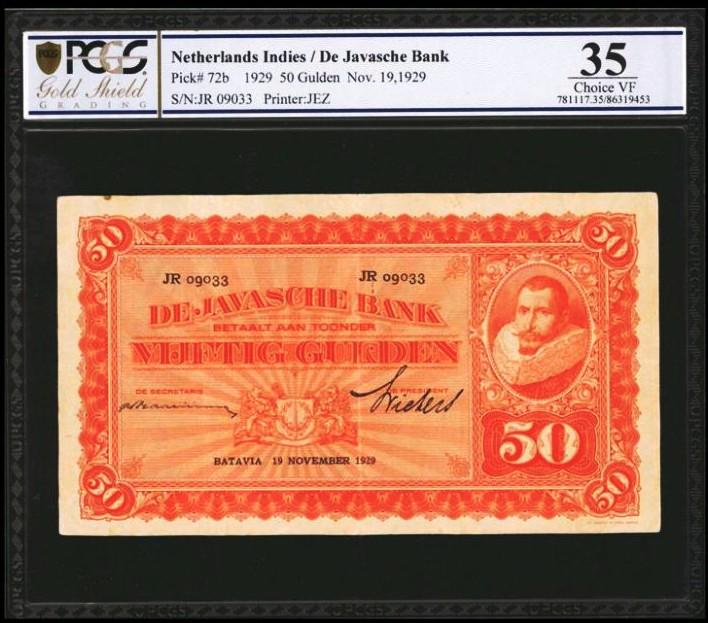 PCGS
Gold Shield
GRADING
Netherlands Indies / De Javasche Bank
Pick# 72b 1929 50 Gulden Nov. 19,1929
S/N:JR 09033 Printer:JEZ
35
Choice VF
781117.35/86319453
50 50
JR 09033 JR 09033
DE JAVASCHE BANK
BETAALT AAN TOONDER
VIJFTIG GULDEN
DE SECRETARIS DE PRESIDENT
BATAVIA 19 NOVEMBER 1929
50
50 50